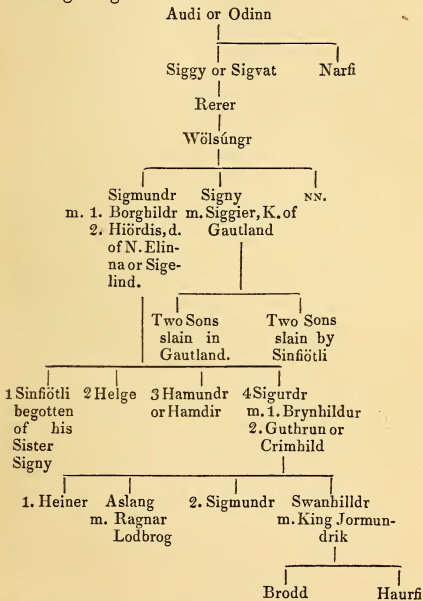 Audi or Odinn
Siggy or Sigvat Narfi
Rerer
Wölsúngr
Sigmundr Signy NN.
m. 1. Borghildr m. Siggier, K. of
2. Hiördis, d. Gautland
of N. Elin-
na or Sige-
lind.
Two Sons Two Sons
slain in slain by
Gautland. Sinfiötli
1 Sinfiötli 2 Helge 3 Hamundr 4 Sigurdr
begotten or Hamdir m. 1. Brynhildur
of his 2. Guthrun or
Sister Crimhild
Signy
1. Heiner Aslang 2. Sigmundr Swanhilldr
m. Ragnar m. King Jormun-
Lodbrog drik
Brodd Haurfi